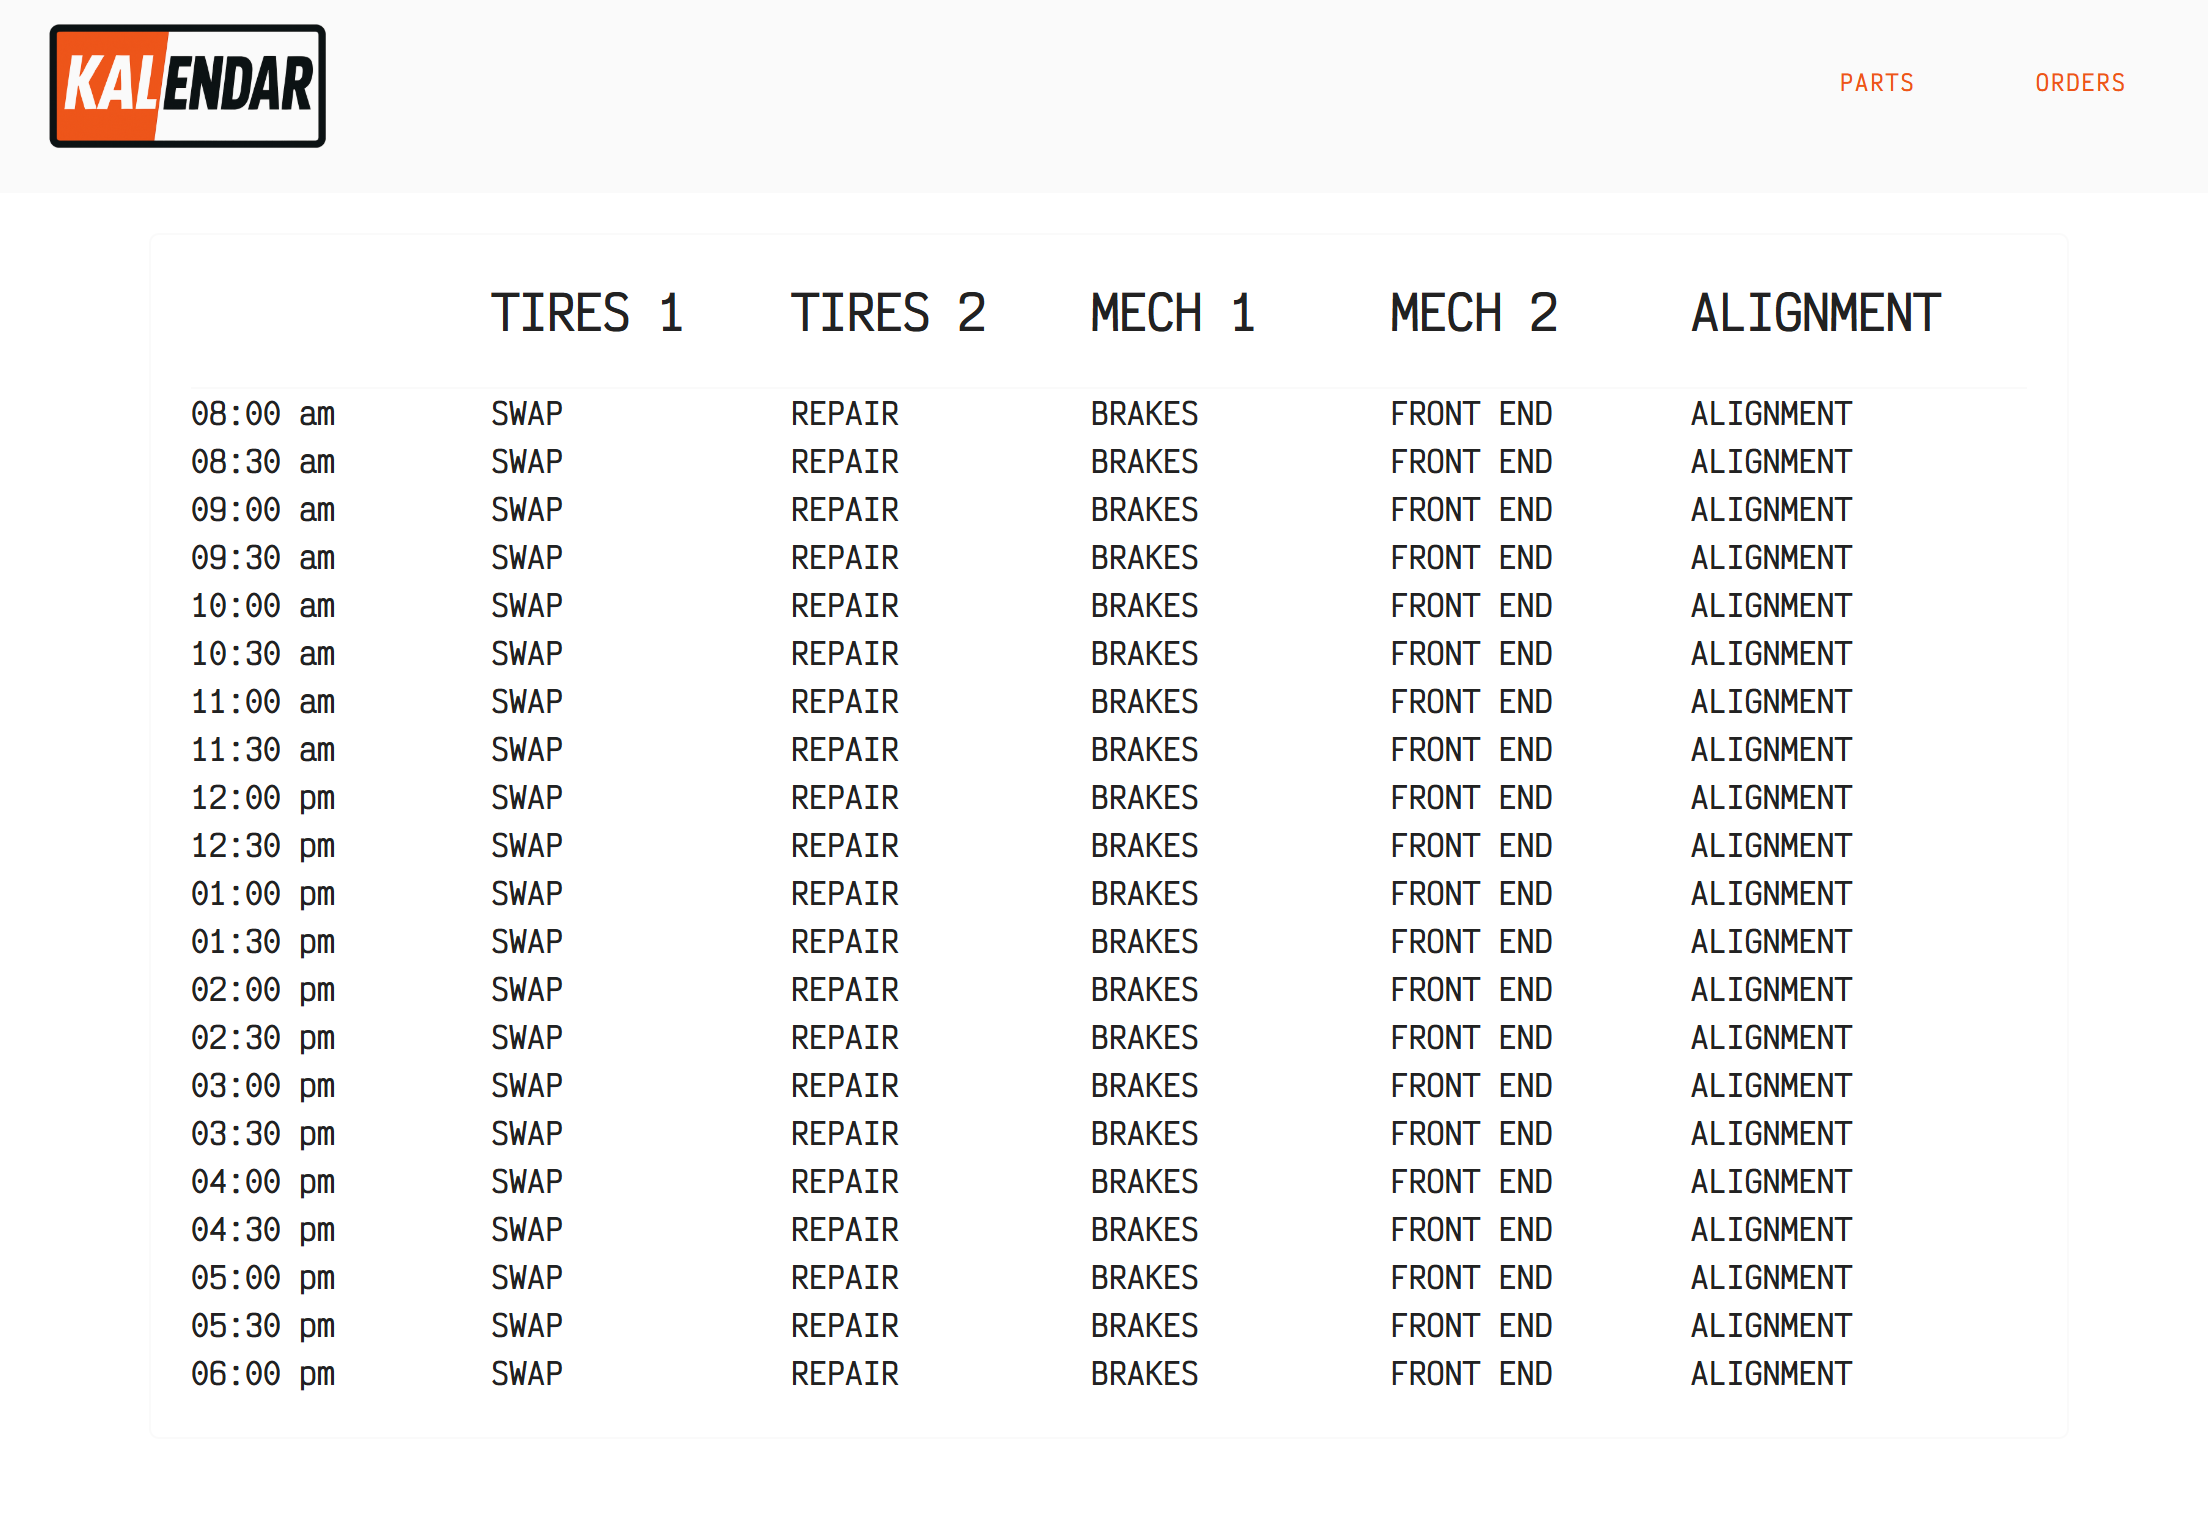 KALENDAR
PARTS ORDERS
TIRES 1 TIRES 2 MECH 1 MECH 2 ALIGNMENT
08:00 am SWAP REPAIR BRAKES FRONT END ALIGNMENT
08:30 am SWAP REPAIR BRAKES FRONT END ALIGNMENT
09:00 am SWAP REPAIR BRAKES FRONT END ALIGNMENT
09:30 am SWAP REPAIR BRAKES FRONT END ALIGNMENT
10:00 am SWAP REPAIR BRAKES FRONT END ALIGNMENT
10:30 am SWAP REPAIR BRAKES FRONT END ALIGNMENT
11:00 am SWAP REPAIR BRAKES FRONT END ALIGNMENT
11:30 am SWAP REPAIR BRAKES FRONT END ALIGNMENT
12:00 pm SWAP REPAIR BRAKES FRONT END ALIGNMENT
12:30 pm SWAP REPAIR BRAKES FRONT END ALIGNMENT
01:00 pm SWAP REPAIR BRAKES FRONT END ALIGNMENT
01:30 pm SWAP REPAIR BRAKES FRONT END ALIGNMENT
02:00 pm SWAP REPAIR BRAKES FRONT END ALIGNMENT
02:30 pm SWAP REPAIR BRAKES FRONT END ALIGNMENT
03:00 pm SWAP REPAIR BRAKES FRONT END ALIGNMENT
03:30 pm SWAP REPAIR BRAKES FRONT END ALIGNMENT
04:00 pm SWAP REPAIR BRAKES FRONT END ALIGNMENT
04:30 pm SWAP REPAIR BRAKES FRONT END ALIGNMENT
05:00 pm SWAP REPAIR BRAKES FRONT END ALIGNMENT
05:30 pm SWAP REPAIR BRAKES FRONT END ALIGNMENT
06:00 pm SWAP REPAIR BRAKES FRONT END ALIGNMENT